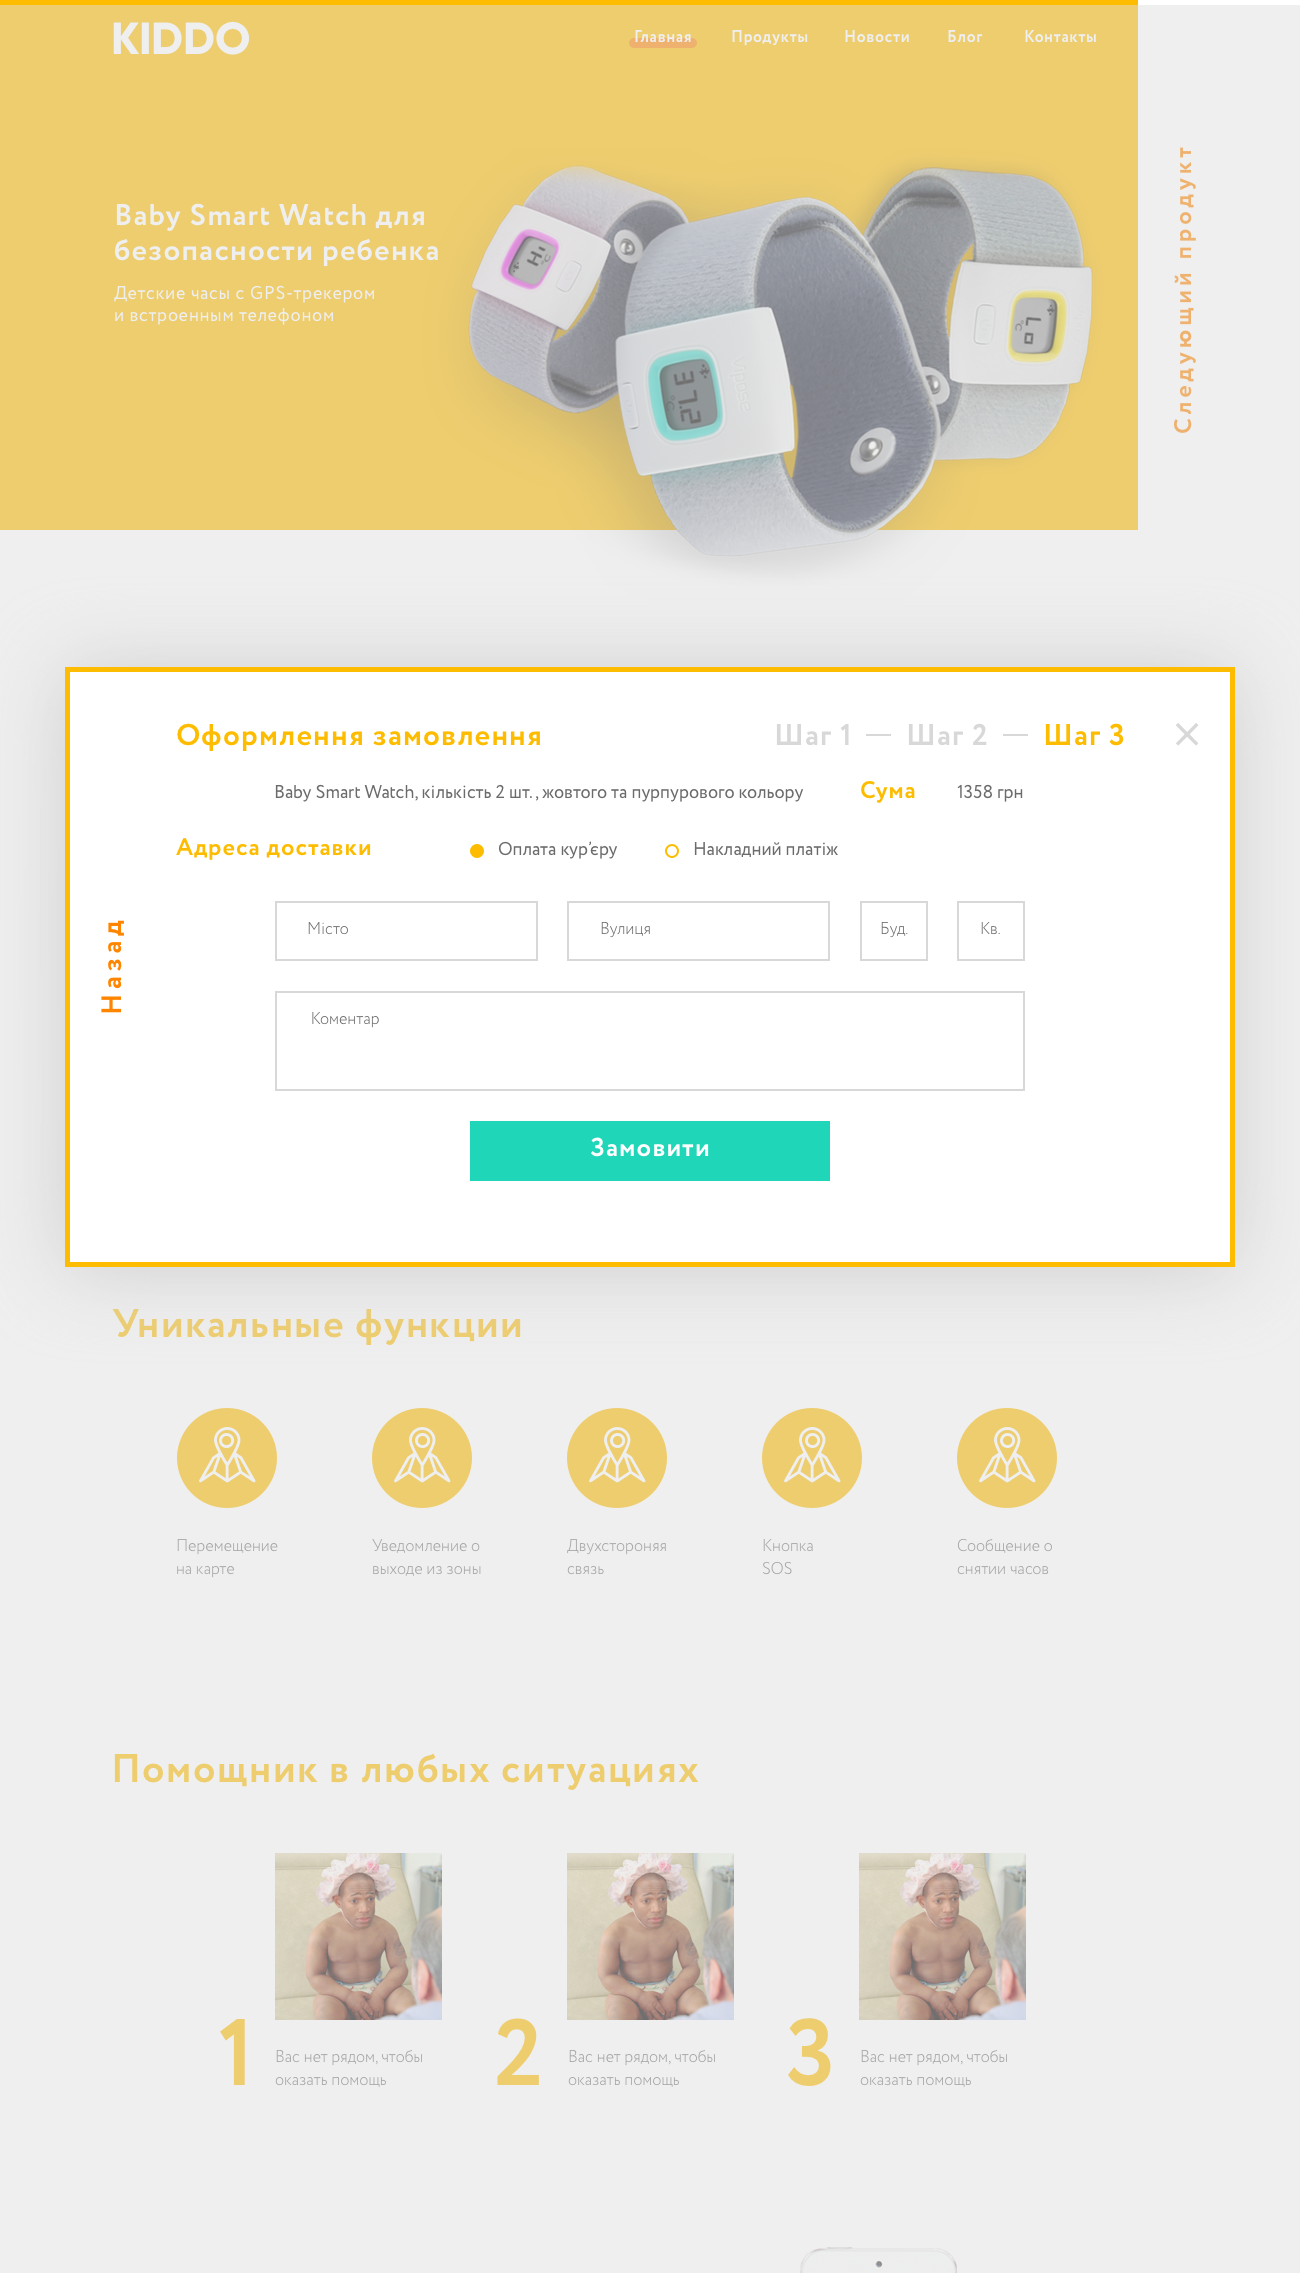 KIDDO
Главная Продукты Новости Блог Контакты
Baby Smart Watch для
безопасности ребенка
Детские часы с GPS-трекером
и встроенным телефоном
Следующий продукт
Оформлення замовлення
Шаг 1 — Шаг 2 — Шаг 3
Baby Smart Watch, кількість 2 шт. , жовтого та пурпурового кольору
Сума 1358 грн
Адреса доставки
Оплата кур’єру Накладний платіж
Назад
Місто Вулиця Буд. Кв.
Коментар
Замовити
Уникальные функции
Перемещение
на карте
Уведомление о
выходе из зоны
Двухстороняя
связь
Кнопка
SOS
Сообщение о
снятии часов
Помощник в любых ситуациях
1
Вас нет рядом, чтобы
оказать помощь
2
Вас нет рядом, чтобы
оказать помощь
3
Вас нет рядом, чтобы
оказать помощь